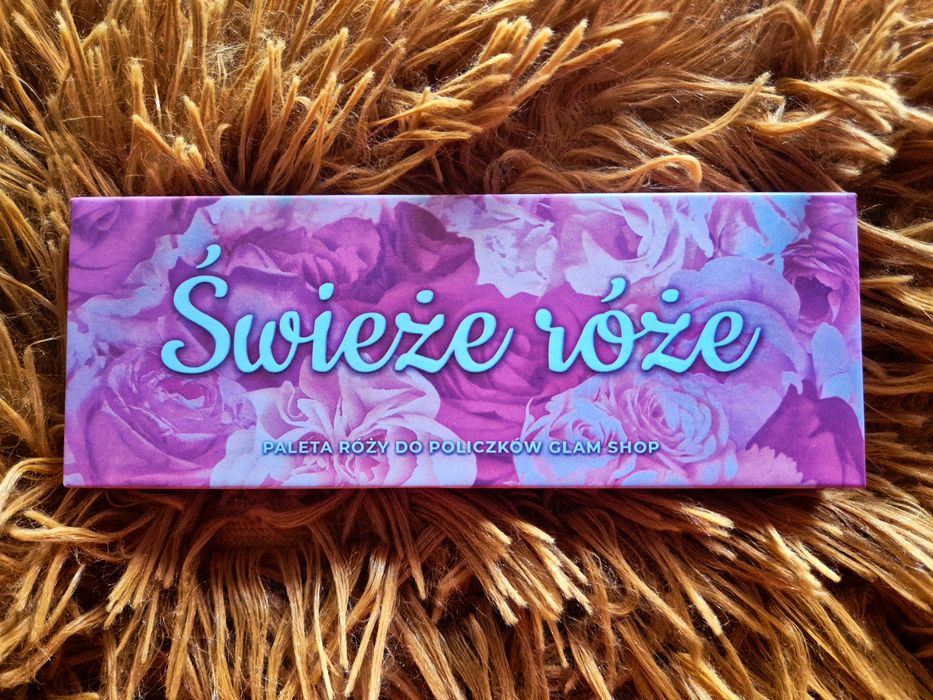 Świeże róże
PALETA RÓŻY DO POLICZKÓW GLAM SHOP